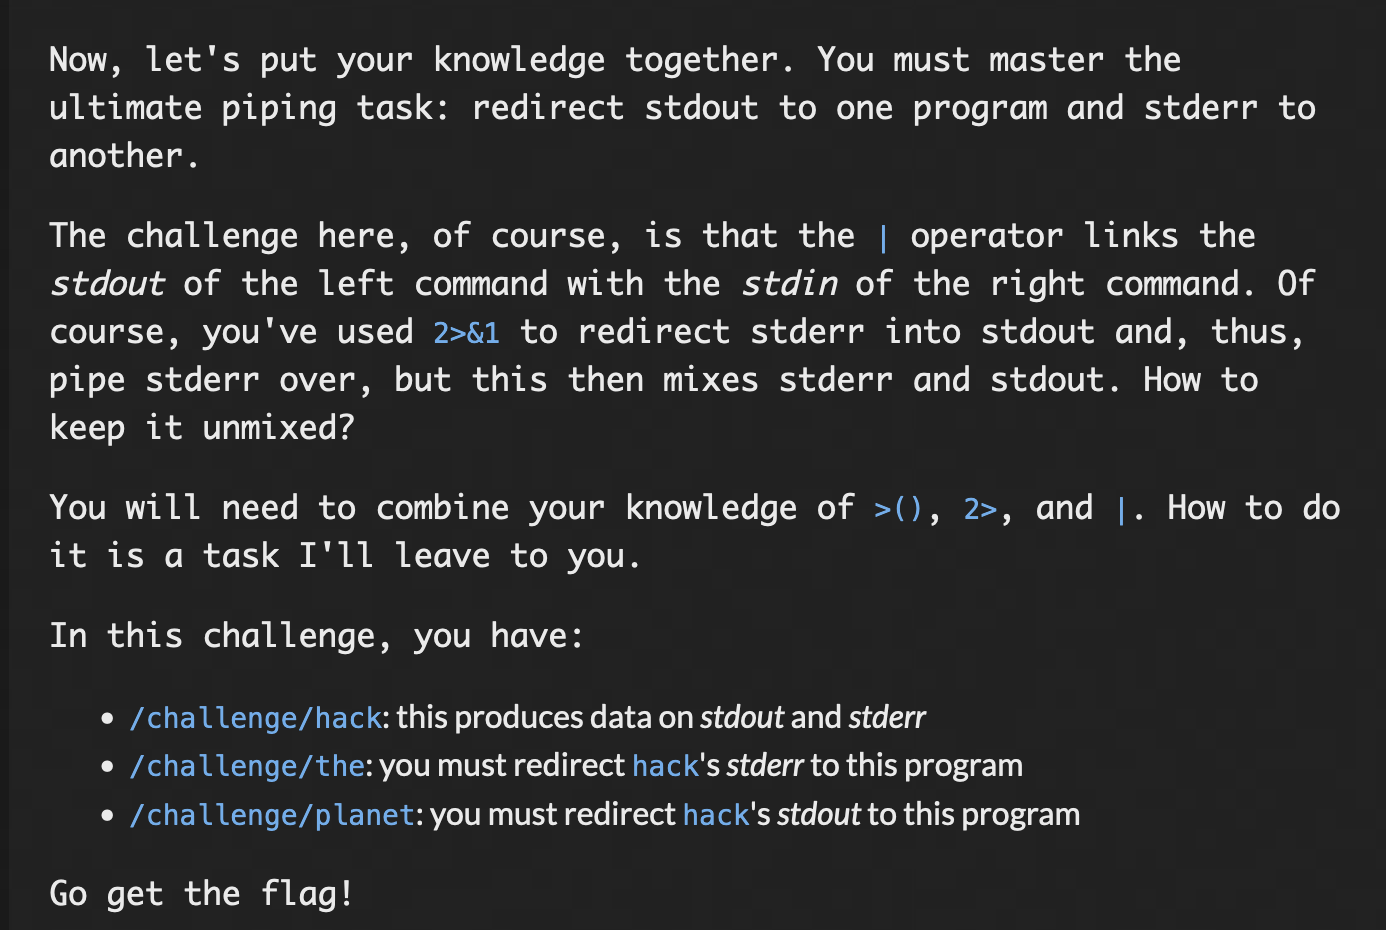 Now, let's put your knowledge together. You must master the
ultimate piping task: redirect stdout to one program and stderr to
another.
The challenge here, of course, is that the | operator links the
stdout of the left command with the stdin of the right command. Of
course, you've used 2>&1 to redirect stderr into stdout and, thus,
pipe stderr over, but this then mixes stderr and stdout. How to
keep it unmixed?
You will need to combine your knowledge of >(), 2>, and |. How to do
it is a task I'll leave to you.
In this challenge, you have:
• /challenge/hack: this produces data on stdout and stderr
• /challenge/the: you must redirect hack's stderr to this program
• /challenge/planet: you must redirect hack's stdout to this program
Go get the flag!